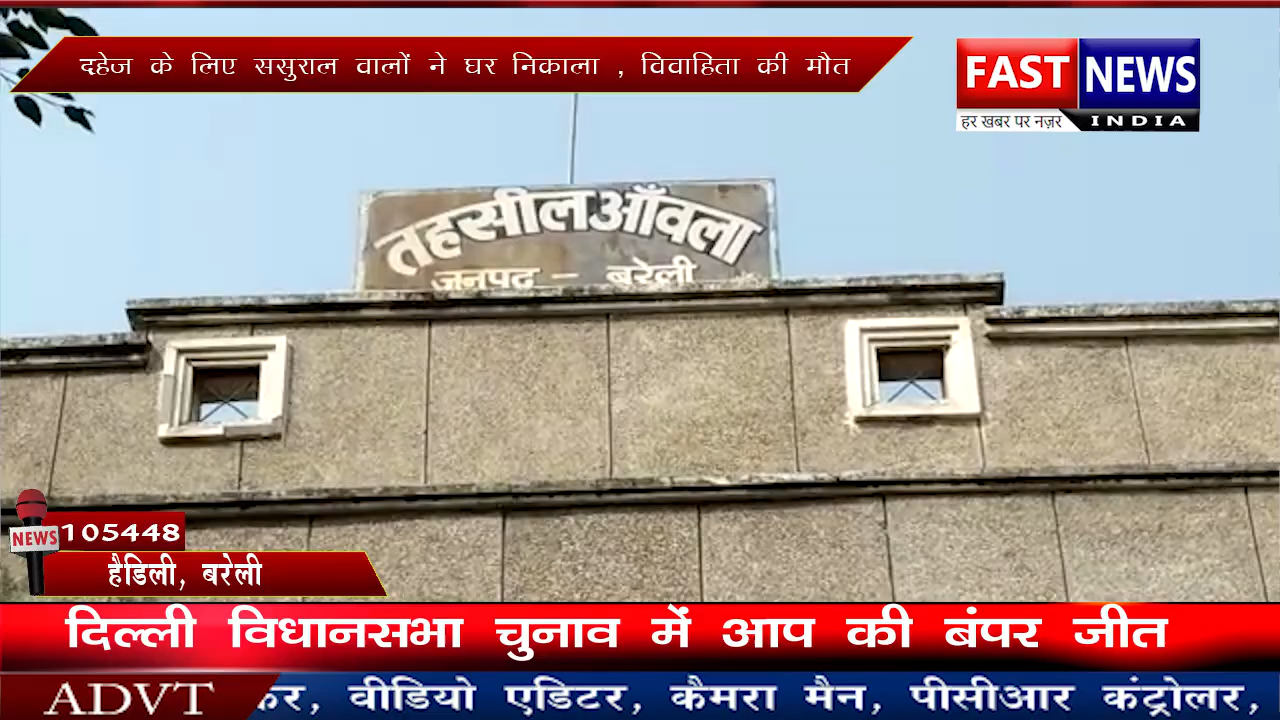 दहेज के लिए ससुराल वालों ने घर निकाला , विवाहिता की मौत
FAST NEWS
हर खबर पर नज़र INDIA
तहसील आँवला
जनपद - बरेली
NEWS 105448
हैडिली, बरेली
दिल्ली विधानसभा चुनाव में आप की बंपर जीत
ADVT कर, वीडियो एडिटर, कैमरा मैन, पीसीआर कंट्रोलर,